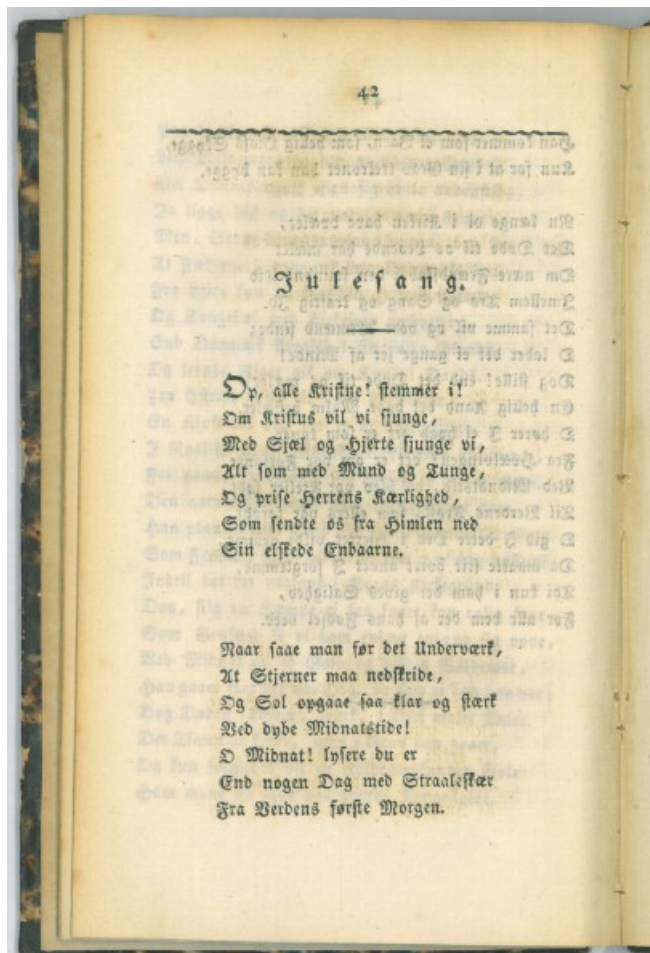 42
Julesang.
Op, alle Kristne! stemmer i!
Om Kristus vil vi sjunge,
Med Sjæl og Hjerte sjunge vi,
Alt som med Mund og Tunge,
Og prise Herrens Kærlighed,
Som sendte os fra Himlen ned
Sin elskede Enbaarne.
Naar saae man før det Underværk,
At Stjerner maa nedskride,
Og Sol opgaae saa klar og stærk
Ved dybe Midnatstide!
O Midnat! lysere du er
End nogen Dag med Straaleskær
Fra Verdens første Morgen.